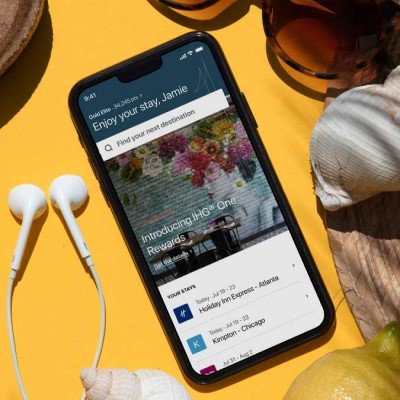 9:41
Gold Elite · 54,245 pts >
Enjoy your stay, Jamie
Find your next destination
Introducing IHG® One
Rewards
Get the details >
YOUR STAYS
Today, Jul 19 - 23
Holiday Inn Express - Atlanta
K
Today, Jul 19 - 23
Kimpton - Chicago
Jul 31 - Aug 2